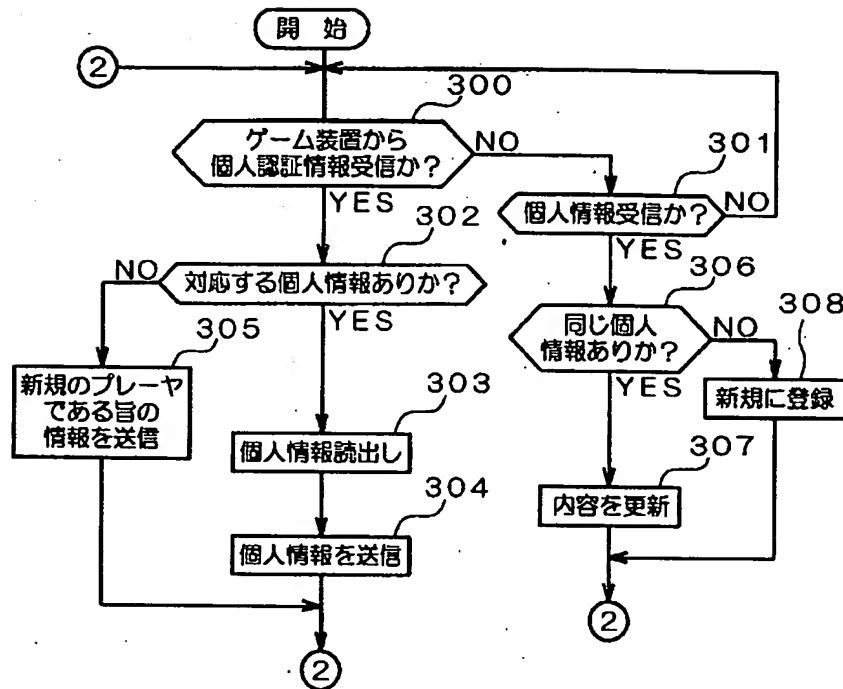 開 始
②
300
ゲーム装置から
個人認証情報受信か?
NO
301
YES
個人情報受信か?
NO
302
YES
NO
対応する個人情報ありか?
306
YES
同じ個人
情報ありか?
NO
308
305
新規のプレーヤ
である旨の
情報を送信
YES
新規に登録
303
個人情報読出し
307
304
内容を更新
個人情報を送信
②
②